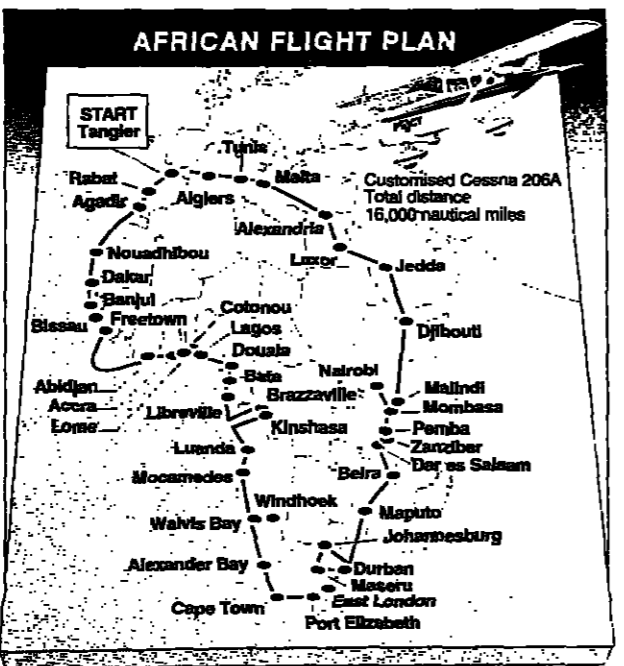 AFRICAN FLIGHT PLAN
START
Tangier
Tunis
Rabat
Malta
Agadir
Algiers
Customised Cessna 206A
Total distance
16,000 nautical miles
Alexandria
Nouadhibou
Luxor
Jedda
Dakar
Banjul
Cotonou
Bissau
Freetown
Lagos
Djibouti
Douala
Nairobi
Bata
Abidjan
Brazzaville
Malindi
Accra
Libreville
Mombasa
Lome
Kinshasa
Pemba
Zanzibar
Luanda
Dar es Salaam
Mocamedes
Beira
Windhoek
Walvis Bay
Maputo
Johannesburg
Alexander Bay
Durban
Maseru
Cape Town
East London
Port Elizabeth